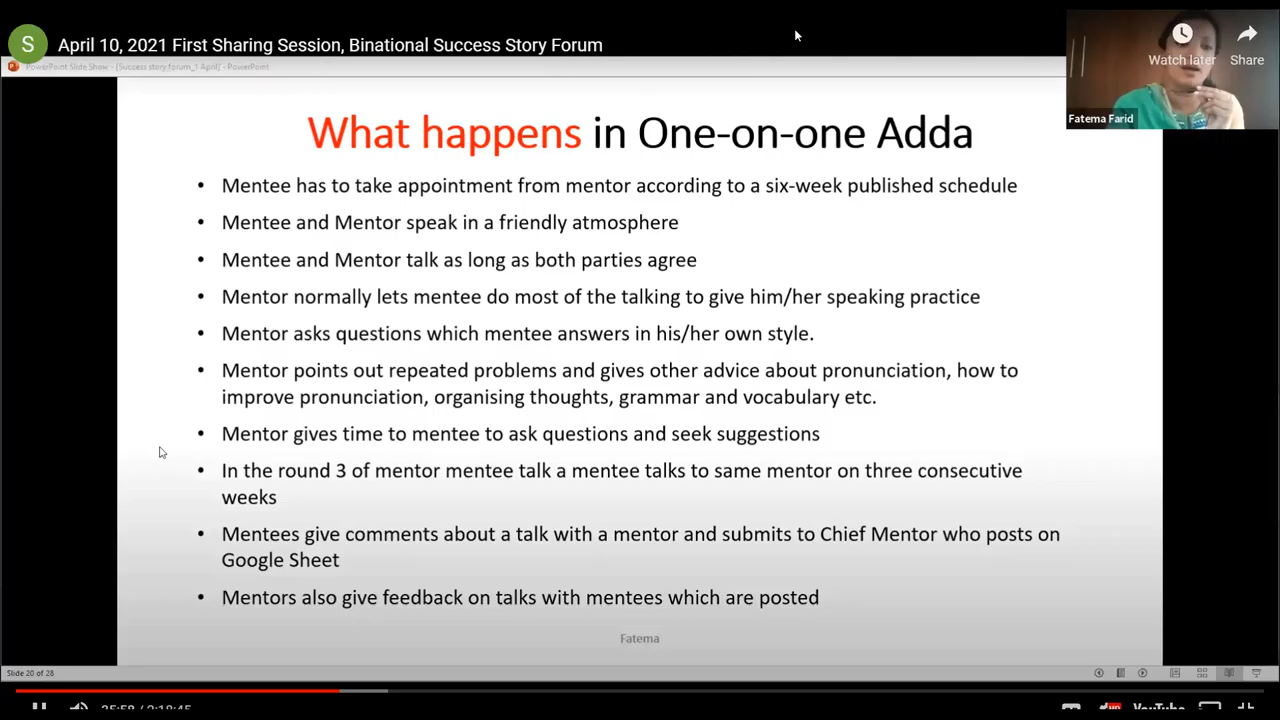 S
April 10, 2021 First Sharing Session, Binational Success Story Forum
Watch later
Share
PowerPoint Slide Show - [Success story forum_1 April] - PowerPoint
Fatema Farid
What happens in One-on-one Adda
• Mentee has to take appointment from mentor according to a six-week published schedule
• Mentee and Mentor speak in a friendly atmosphere
• Mentee and Mentor talk as long as both parties agree
• Mentor normally lets mentee do most of the talking to give him/her speaking practice
• Mentor asks questions which mentee answers in his/her own style.
• Mentor points out repeated problems and gives other advice about pronunciation, how to
improve pronunciation, organising thoughts, grammar and vocabulary etc.
• Mentor gives time to mentee to ask questions and seek suggestions
• In the round 3 of mentor mentee talk a mentee talks to same mentor on three consecutive
weeks
• Mentees give comments about a talk with a mentor and submits to Chief Mentor who posts on
Google Sheet
• Mentors also give feedback on talks with mentees which are posted
Fatema
Slide 20 of 28
25:58 / 2:18:45
HD
YouTube